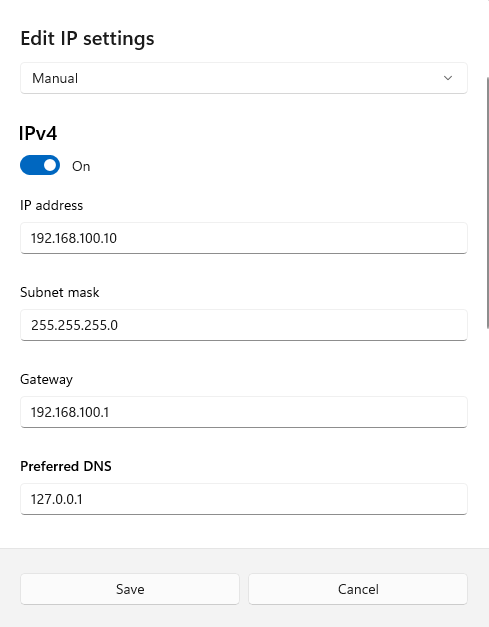 Edit IP settings
Manual
IPv4
On
IP address
192.168.100.10
Subnet mask
255.255.255.0
Gateway
192.168.100.1
Preferred DNS
127.0.0.1
Save Cancel